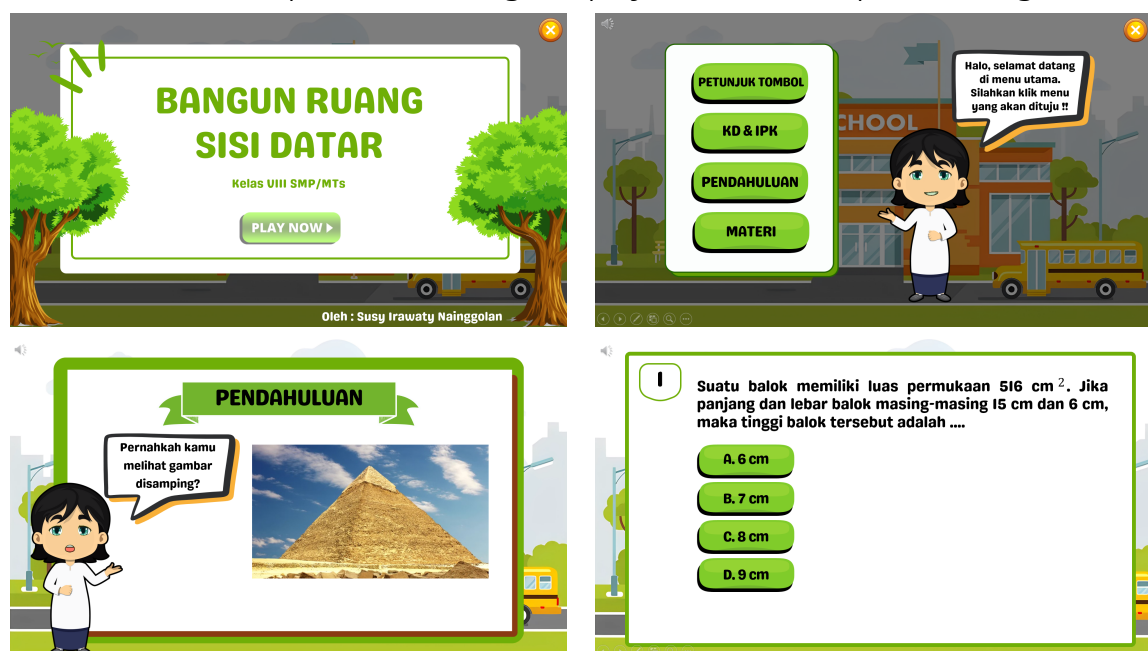 BANGUN RUANG
SISI DATAR
Kelas VIII SMP/MTs
PLAY NOW
Oleh : Susy Irawaty Nainggolan
PETUNJUK TOMBOL
KD & IPK
PENDAHULUAN
MATERI
CHOOL
Halo, selamat datang
di menu utama.
Silahkan klik menu
yang akan dituju !!
PENDAHULUAN
Pernahkah kamu
melihat gambar
disamping?
1
Suatu balok memiliki luas permukaan 516 cm². Jika
panjang dan lebar balok masing-masing 15 cm dan 6 cm,
maka tinggi balok tersebut adalah ....
A. 6 cm
B. 7 cm
C. 8 cm
D. 9 cm